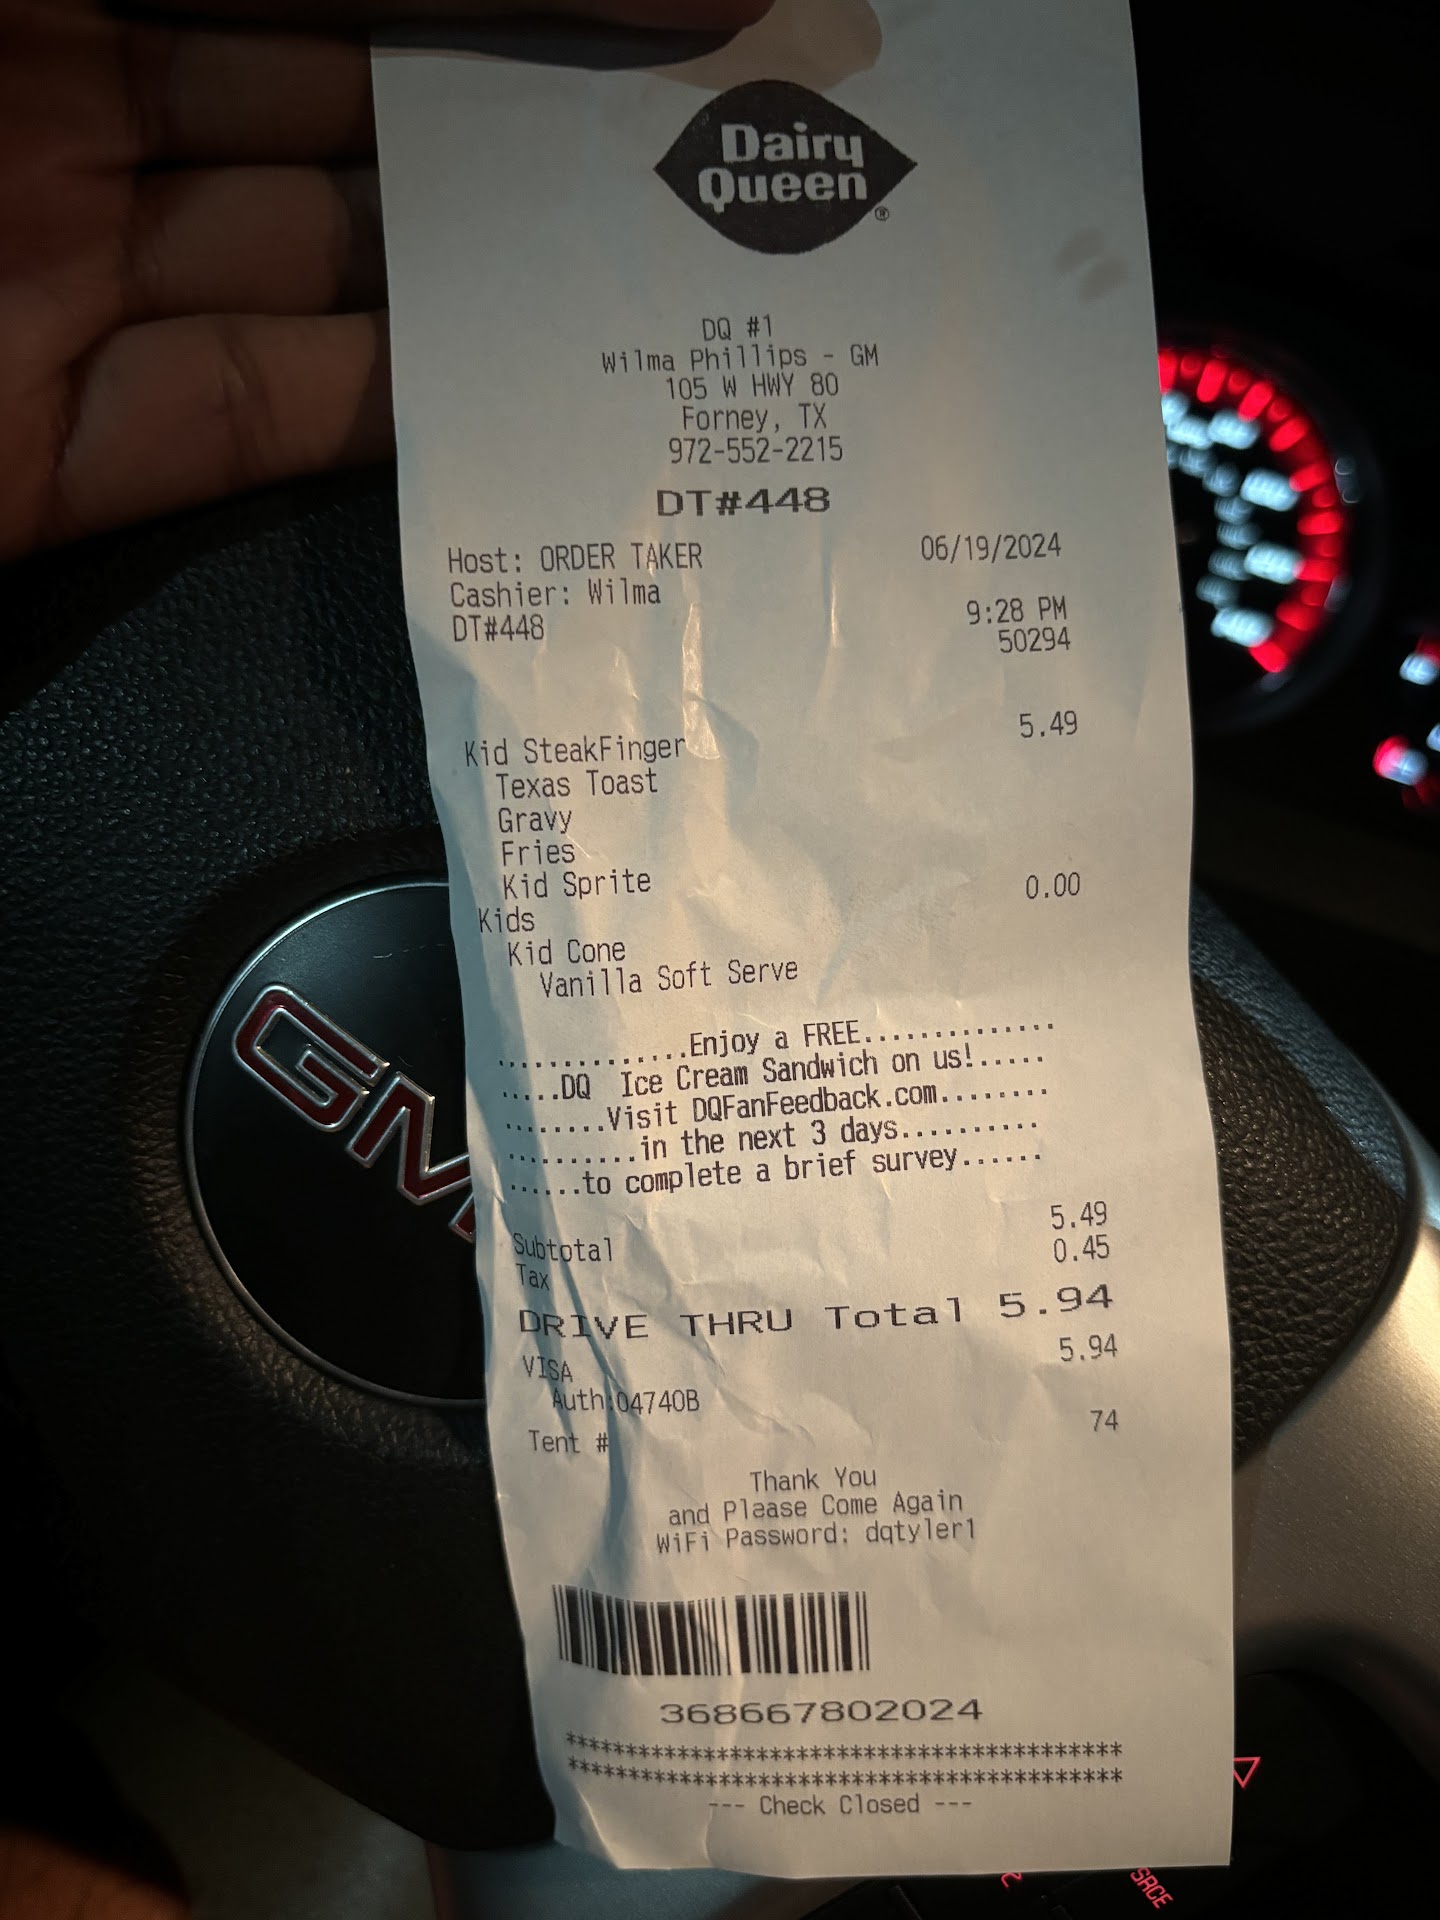 Dairy
Queen®
DQ #1
Wilma Phillips - GM
105 W HWY 80
Forney, TX
972-552-2215
DT#448
Host: ORDER TAKER 06/19/2024
Cashier: Wilma
DT#448 9:28 PM
50294
Kid SteakFinger 5.49
Texas Toast
Gravy
Fries
Kid Sprite
Kids 0.00
Kid Cone
Vanilla Soft Serve
..............Enjoy a FREE..............
.....DQ  Ice Cream Sandwich on us!.....
........Visit DQFanFeedback.com........
..........in the next 3 days..........
......to complete a brief survey......
Subtotal 5.49
Tax 0.45
DRIVE THRU Total 5.94
VISA 5.94
Auth:04740B
Tent # 74
Thank You
and Please Come Again
WiFi Password: dqtyler1
368667802024
****************************************
****************************************
--- Check Closed ---
GM
SRCE